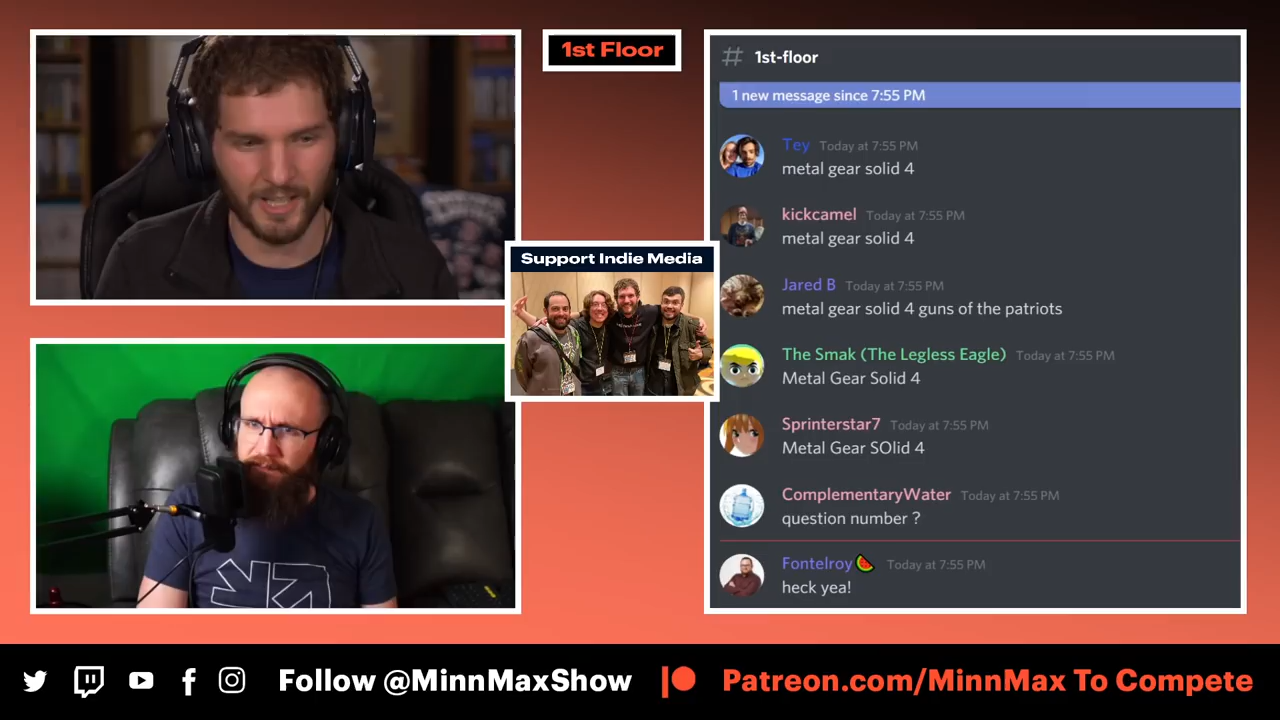 1st Floor
Support Indie Media
# 1st-floor
1 new message since 7:55 PM
Tey Today at 7:55 PM
metal gear solid 4
kickcamel Today at 7:55 PM
metal gear solid 4
Jared B Today at 7:55 PM
metal gear solid 4 guns of the patriots
The Smak (The Legless Eagle) Today at 7:55 PM
Metal Gear Solid 4
Sprinterstar7 Today at 7:55 PM
Metal Gear SOlid 4
ComplementaryWater Today at 7:55 PM
question number ?
Fontelroy🍉 Today at 7:55 PM
heck yea!
Follow @MinnMaxShow
Patreon.com/MinnMax To Compete